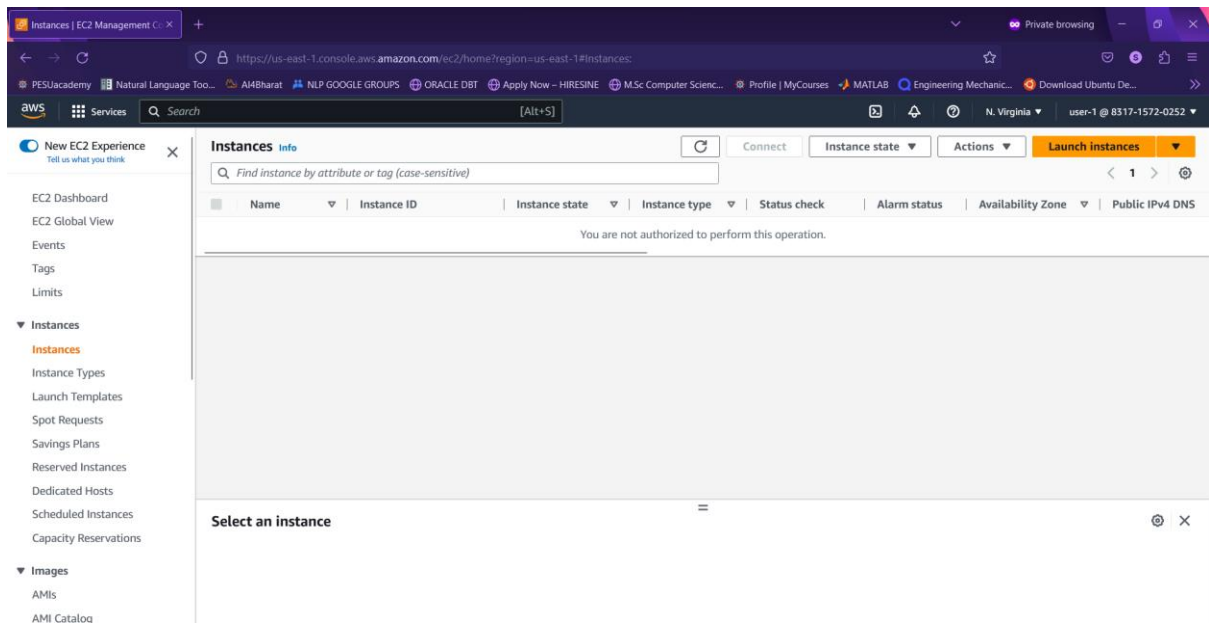 Instances | EC2 Management Co
Private browsing
https://us-east-1.console.aws.amazon.com/ec2/home?region=us-east-1#Instances:
PESUacademy Natural Language Too... AI4Bharat NLP GOOGLE GROUPS ORACLE DBT Apply Now – HIRESINE M.Sc Computer Scienc... Profile | MyCourses MATLAB Engineering Mechanic... Download Ubuntu De...
aws Services Search [Alt+S] N. Virginia user-1 @ 8317-1572-0252
New EC2 Experience
Tell us what you think
EC2 Dashboard
EC2 Global View
Events
Tags
Limits
Instances
Instances
Instance Types
Launch Templates
Spot Requests
Savings Plans
Reserved Instances
Dedicated Hosts
Scheduled Instances
Capacity Reservations
Images
AMIs
AMI Catalog
Instances Info Connect Instance state Actions Launch instances
Find instance by attribute or tag (case-sensitive) 1
Name Instance ID Instance state Instance type Status check Alarm status Availability Zone Public IPv4 DNS
You are not authorized to perform this operation.
Select an instance